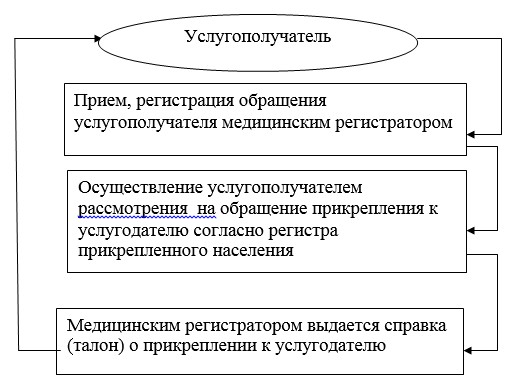 Услугополучатель
Прием, регистрация обращения
услугополучателя медицинским регистратором
Осуществление услугополучателем
рассмотрения  на обращение прикрепления к
услугодателю согласно регистра
прикрепленного населения
Медицинским регистратором выдается справка
(талон) о прикреплении к услугодателю